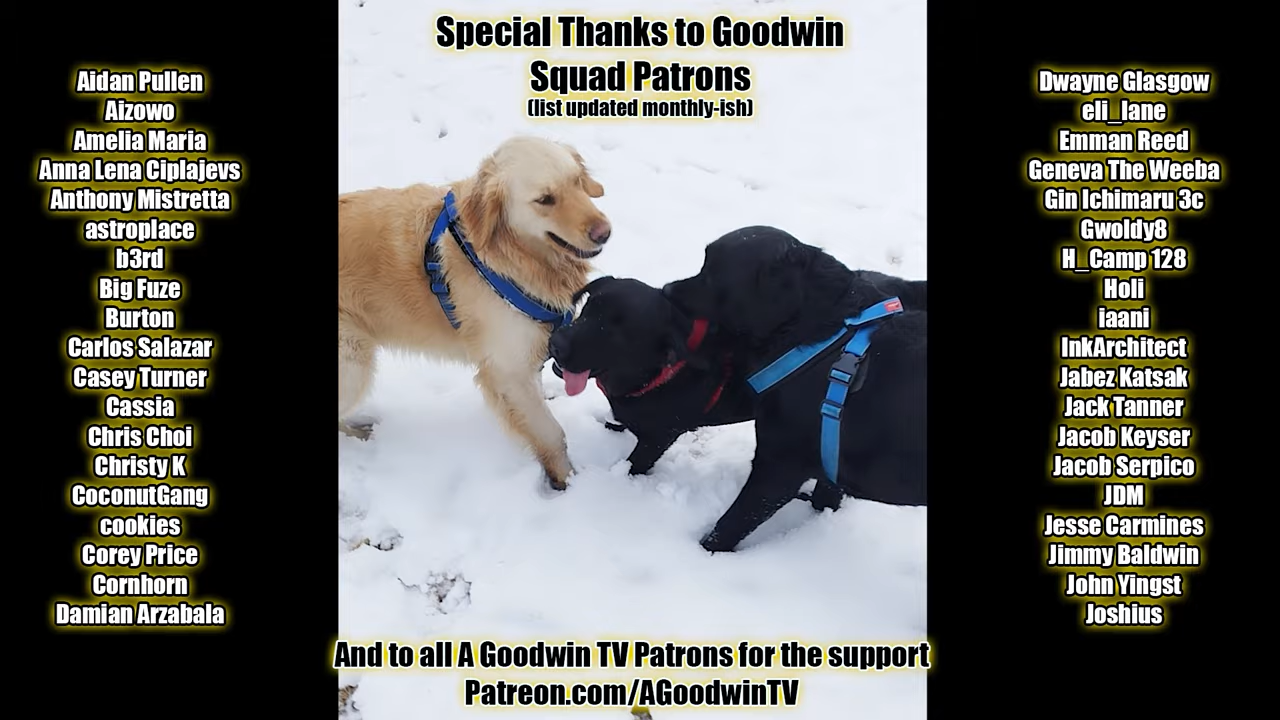 Special Thanks to Goodwin
Squad Patrons
(list updated monthly-ish)
Aidan Pullen
Aizowo
Amelia Maria
Anna Lena Ciplajevs
Anthony Mistretta
astroplace
b3rd
Big Fuze
Burton
Carlos Salazar
Casey Turner
Cassia
Chris Choi
Christy K
CoconutGang
cookies
Corey Price
Cornhorn
Damian Arzabala
Dwayne Glasgow
eli_lane
Emman Reed
Geneva The Weeba
Gin Ichimaru 3c
Gwoldy8
H_Camp 128
Holi
iaani
InkArchitect
Jabez Katsak
Jack Tanner
Jacob Keyser
Jacob Serpico
JDM
Jesse Carmines
Jimmy Baldwin
John Yingst
Joshius
And to all A Goodwin TV Patrons for the support
Patreon.com/AGoodwinTV